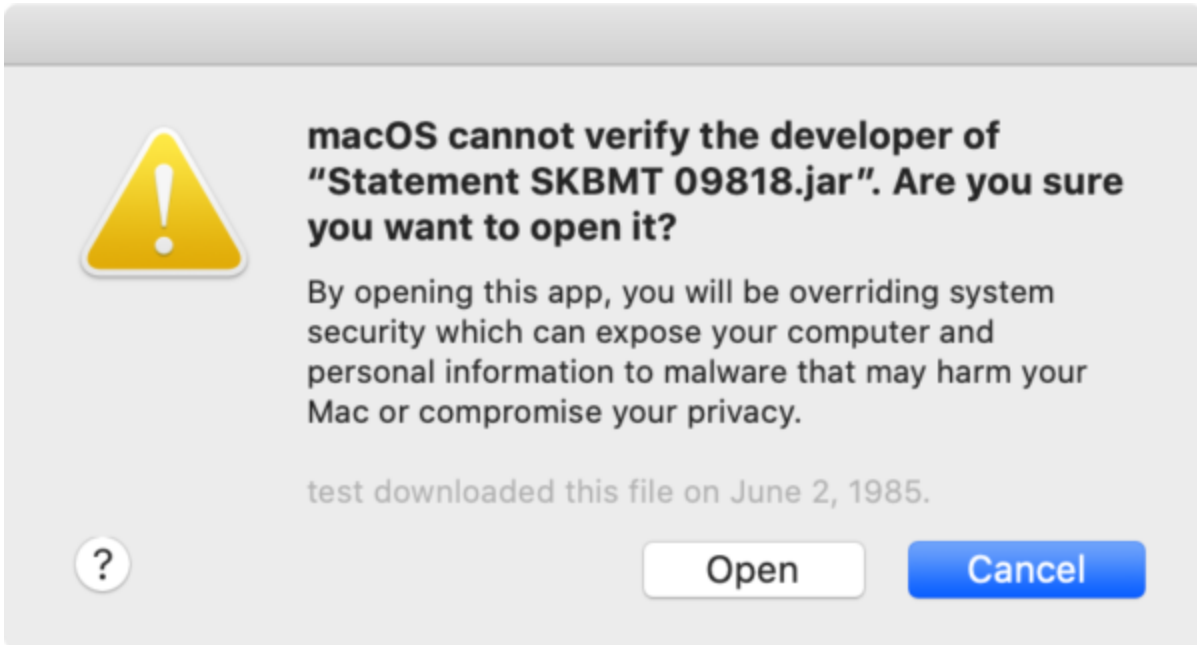 macOS cannot verify the developer of
“Statement SKBMT 09818.jar”. Are you sure
you want to open it?
By opening this app, you will be overriding system
security which can expose your computer and
personal information to malware that may harm your
Mac or compromise your privacy.
test downloaded this file on June 2, 1985.
?
Open
Cancel